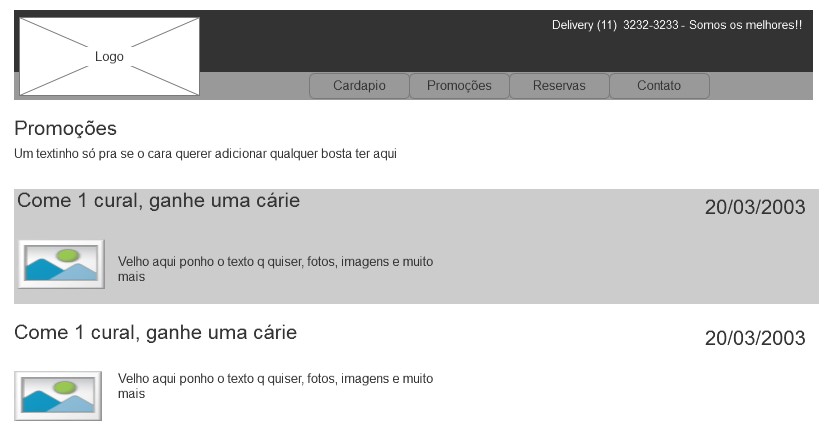 Delivery (11) 3232-3233 - Somos os melhores!!
Logo
Cardapio
Promoções
Reservas
Contato
Promoções
Um textinho só pra se o cara querer adicionar qualquer bosta ter aqui
Come 1 cural, ganhe uma cárie
20/03/2003
Velho aqui ponho o texto q quiser, fotos, imagens e muito
mais
Come 1 cural, ganhe uma cárie
20/03/2003
Velho aqui ponho o texto q quiser, fotos, imagens e muito
mais